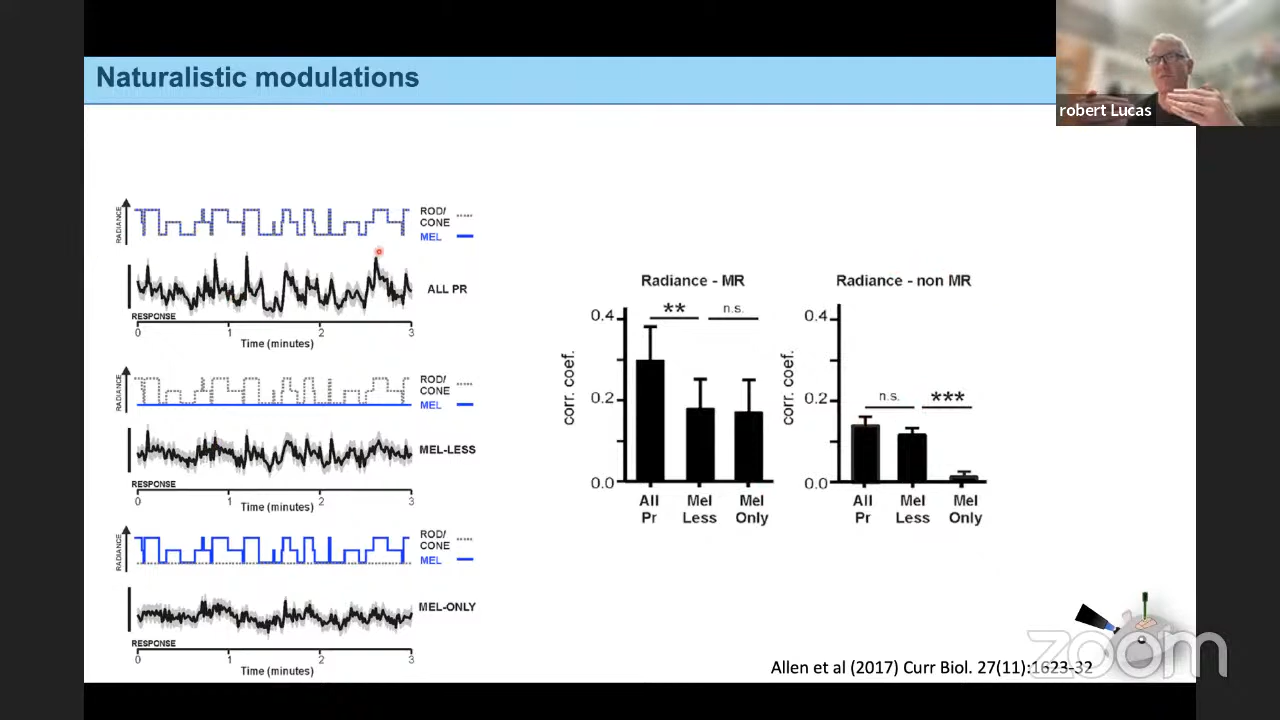 Naturalistic modulations
robert Lucas
RADIANCE
ROD/
CONE
MEL
ALL PR
RESPONSE
0 1 2 3
Time (minutes)
RADIANCE
ROD/
CONE
MEL
MEL-LESS
RESPONSE
0 1 2 3
Time (minutes)
RADIANCE
ROD/
CONE
MEL
MEL-ONLY
RESPONSE
0 1 2 3
Time (minutes)
Radiance - MR
** n.s.
0.4
0.2
0.0
corr. coef.
All Mel Mel
Pr Less Only
Radiance - non MR
n.s. ***
0.4
0.2
0.0
corr. coef.
All Mel Mel
Pr Less Only
Allen et al (2017) Curr Biol. 27(11):1623-32
zoom